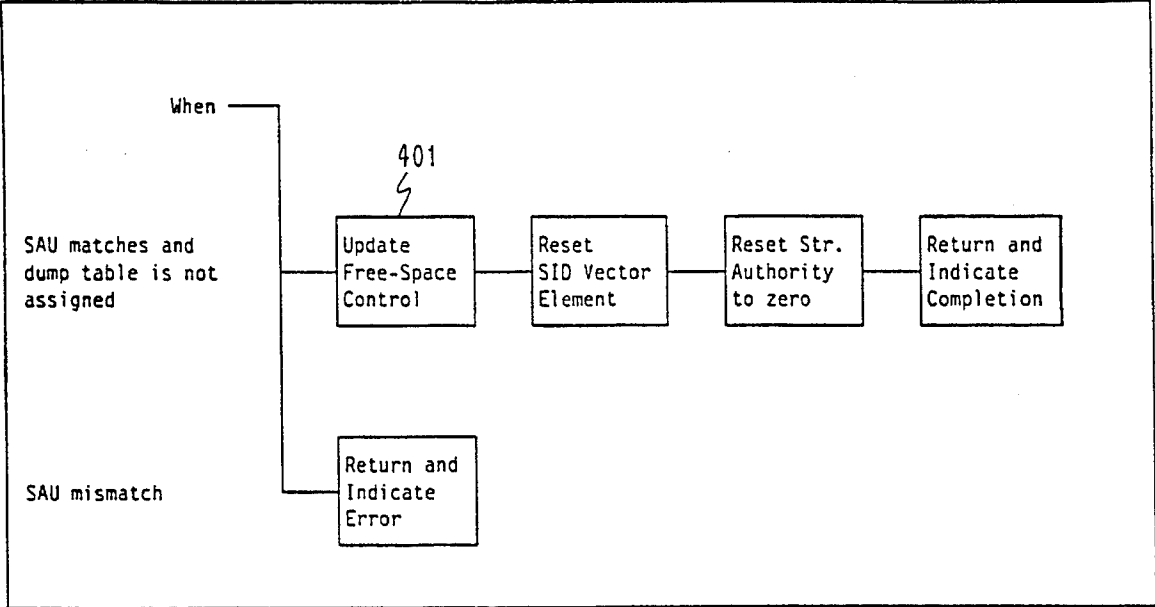 When
401
SAU matches and
dump table is not
assigned
Update
Free-Space
Control
Reset
SID Vector
Element
Reset Str.
Authority
to zero
Return and
Indicate
Completion
SAU mismatch
Return and
Indicate
Error